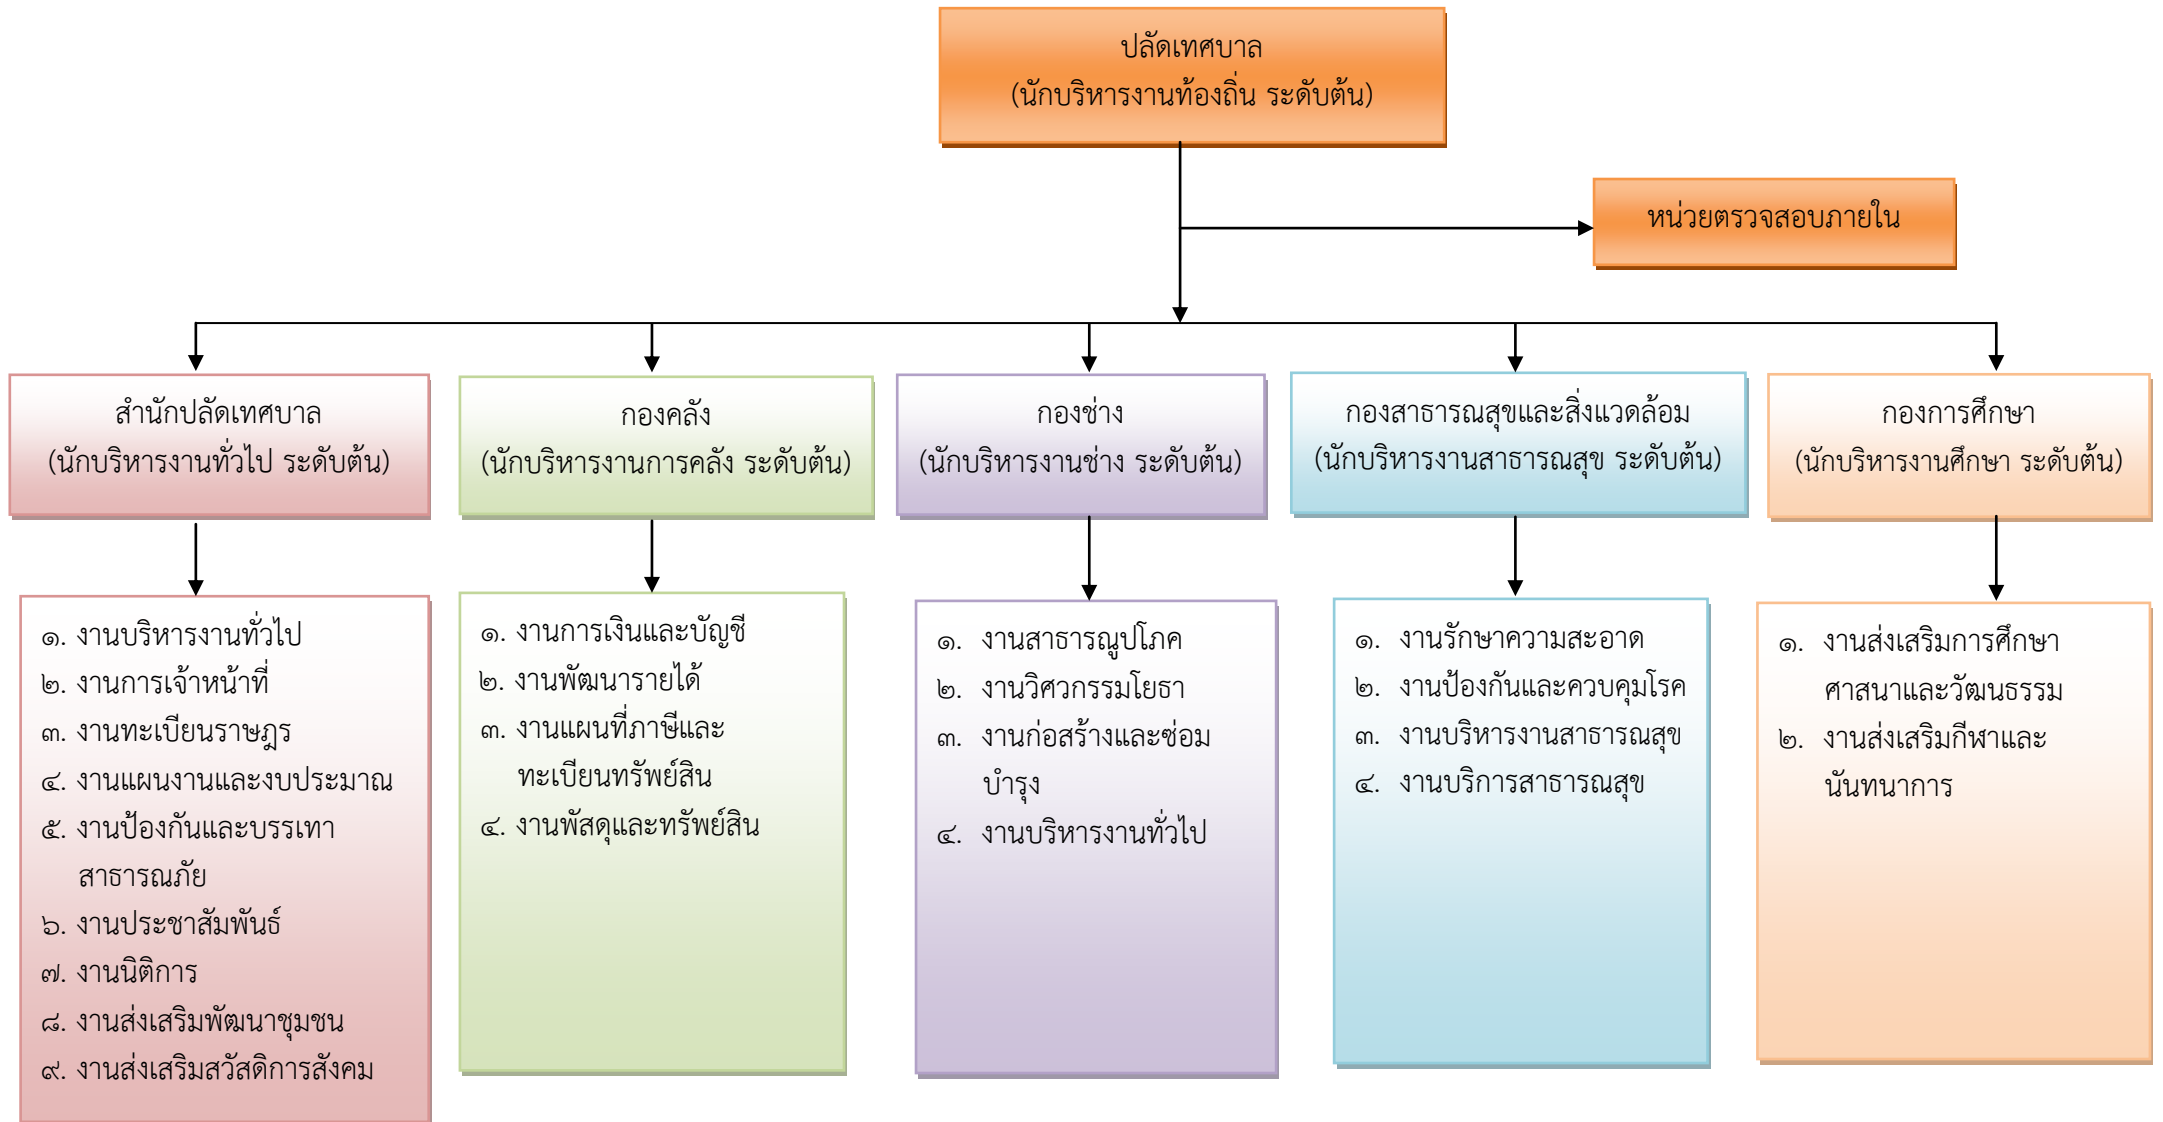 ปลัดเทศบาล
(นักบริหารงานท้องถิ่น ระดับต้น)
หน่วยตรวจสอบภายใน
สำนักปลัดเทศบาล
(นักบริหารงานทั่วไป ระดับต้น)
กองคลัง
(นักบริหารงานการคลัง ระดับต้น)
กองช่าง
(นักบริหารงานช่าง ระดับต้น)
กองสาธารณสุขและสิ่งแวดล้อม
(นักบริหารงานสาธารณสุข ระดับต้น)
กองการศึกษา
(นักบริหารงานศึกษา ระดับต้น)
๑. งานบริหารงานทั่วไป
๒. งานการเจ้าหน้าที่
๓. งานทะเบียนราษฎร
๔. งานแผนงานและงบประมาณ
๕. งานป้องกันและบรรเทา
สาธารณภัย
๖. งานประชาสัมพันธ์
๗. งานนิติการ
๘. งานส่งเสริมพัฒนาชุมชน
๙. งานส่งเสริมสวัสดิการสังคม
๑. งานการเงินและบัญชี
๒. งานพัฒนารายได้
๓. งานแผนที่ภาษีและ
ทะเบียนทรัพย์สิน
๔. งานพัสดุและทรัพย์สิน
๑. งานสาธารณูปโภค
๒. งานวิศวกรรมโยธา
๓. งานก่อสร้างและซ่อม
บำรุง
๔. งานบริหารงานทั่วไป
๑. งานรักษาความสะอาด
๒. งานป้องกันและควบคุมโรค
๓. งานบริหารงานสาธารณสุข
๔. งานบริการสาธารณสุข
๑. งานส่งเสริมการศึกษา
ศาสนาและวัฒนธรรม
๒. งานส่งเสริมกีฬาและ
นันทนาการ